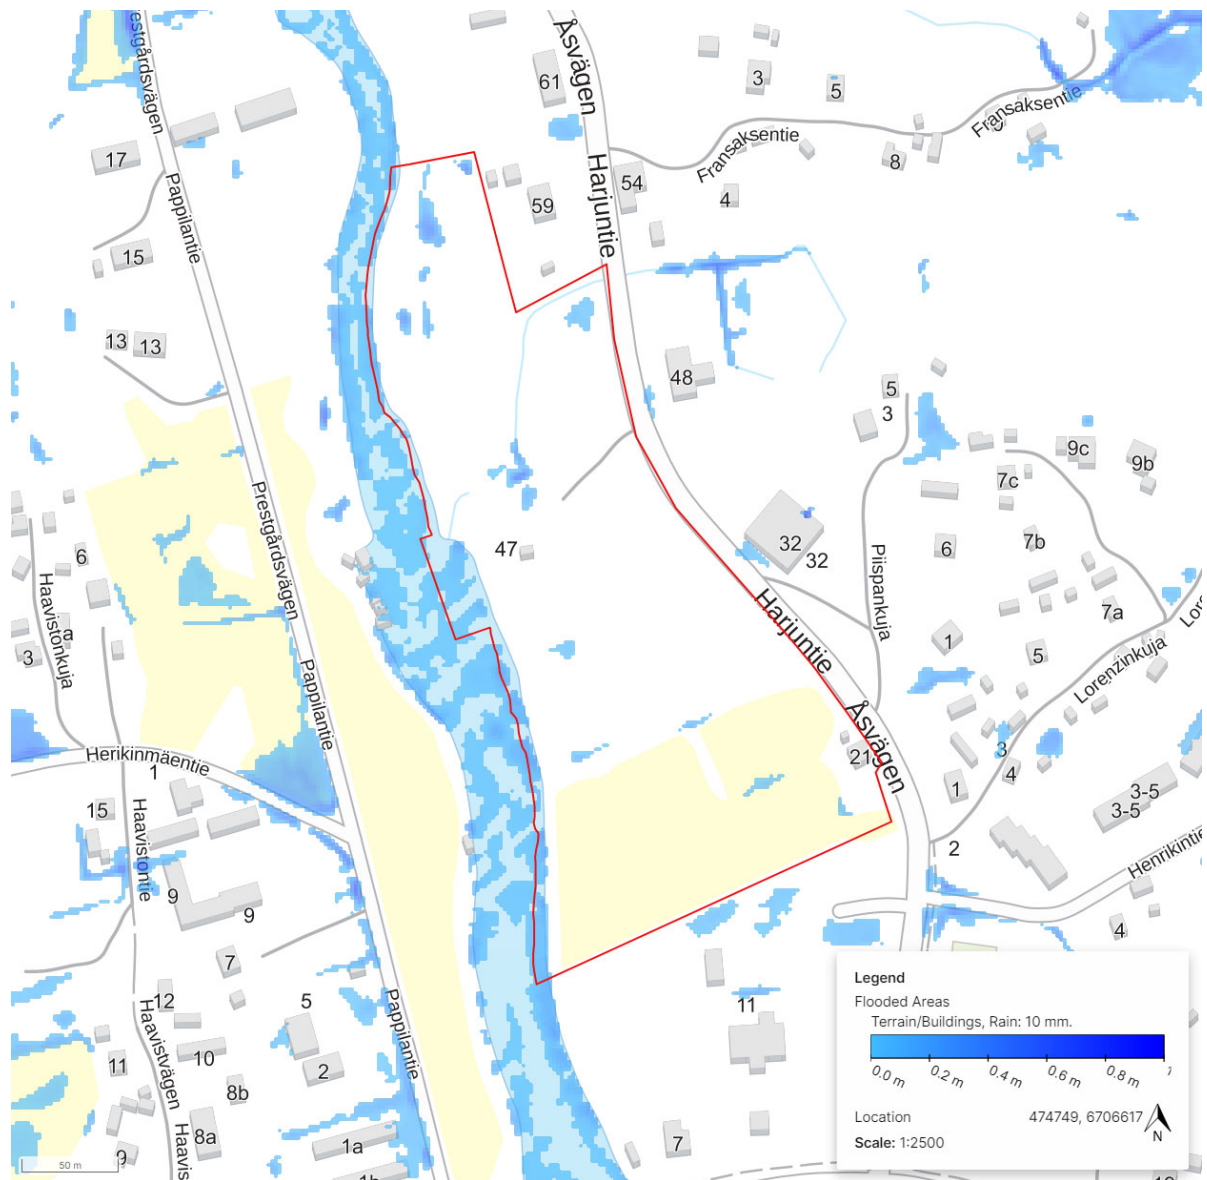 Prestgårdsvägen
Åsvägen
61
3
5
Fransaksentie
Fransaksentie
17
Harjuntie
8
54
4
59
Pappilantie
15
13
13
48
5
3
9c
9b
7c
Prestgårdsvägen
47
32
32
6
7b
6
Haavistonkuja
Piispankuja
7a
Harjuntie
1
5
3
Lorenzinkuja
Pappilantie
Åsvägen
21
3
4
Herikinmäentie
1
1
3-5
3-5
15
Haavistontie
2
Henrikintie
9
9
4
7
12
5
11
Pappilantie
Haavistvägen
10
11
2
8b
8a
1a
7
9
50 m
Legend
Flooded Areas
Terrain/Buildings, Rain: 10 mm.
0.0 m
0.2 m
0.4 m
0.6 m
0.8 m
Location
474749, 6706617
Scale: 1:2500
N